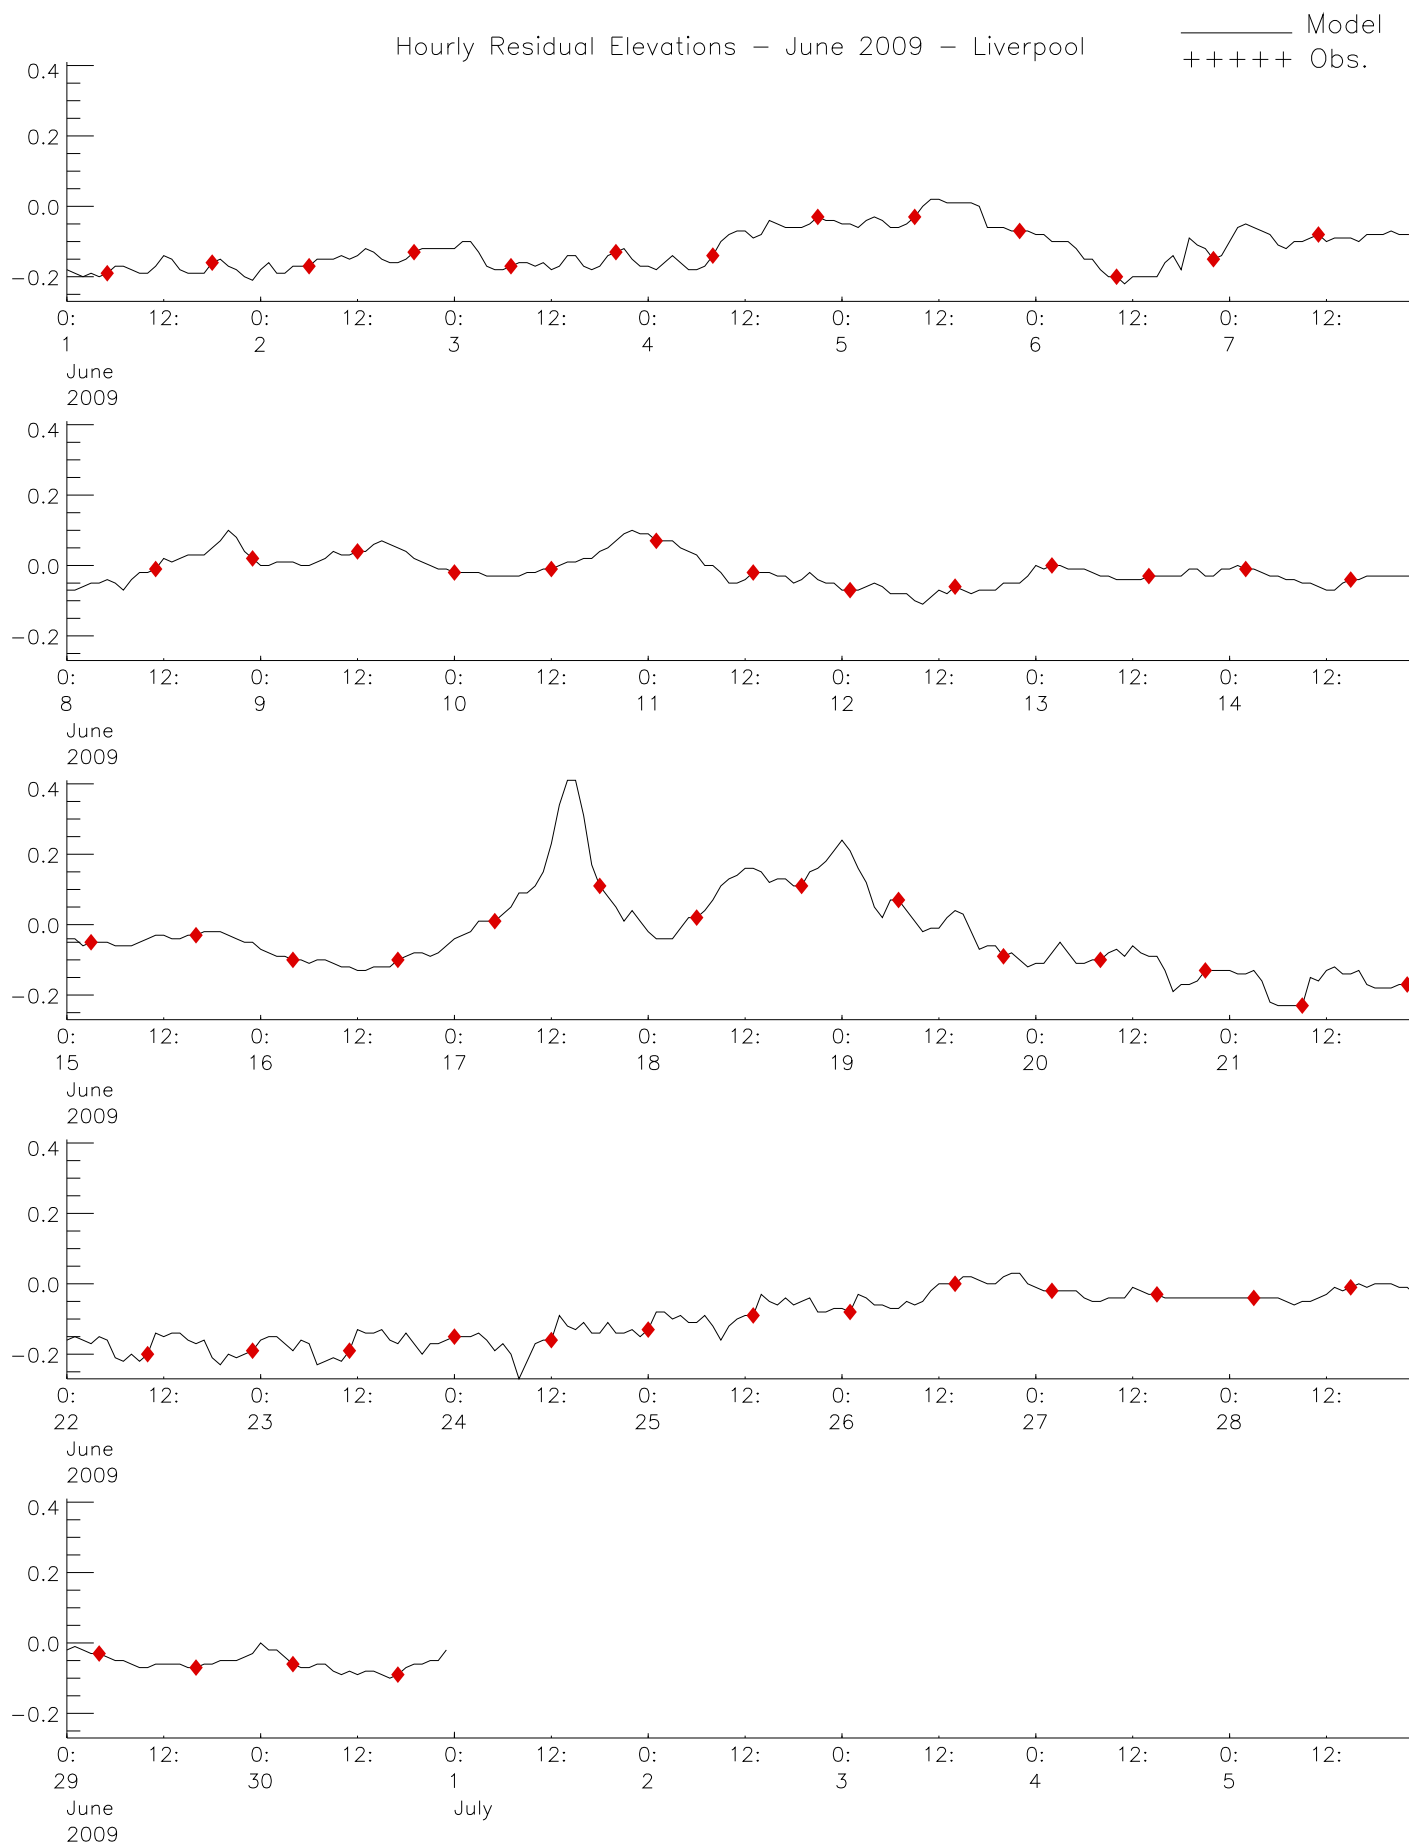 Hourly Residual Elevations – June 2009 – Liverpool
Model
+++++ Obs.
0.4
0.2
0.0
−0.2
0: 12: 0: 12: 0: 12: 0: 12: 0: 12: 0: 12: 0: 12:
1 2 3 4 5 6 7
June
2009
0.4
0.2
0.0
−0.2
0: 12: 0: 12: 0: 12: 0: 12: 0: 12: 0: 12: 0: 12:
8 9 10 11 12 13 14
June
2009
0.4
0.2
0.0
−0.2
0: 12: 0: 12: 0: 12: 0: 12: 0: 12: 0: 12: 0: 12:
15 16 17 18 19 20 21
June
2009
0.4
0.2
0.0
−0.2
0: 12: 0: 12: 0: 12: 0: 12: 0: 12: 0: 12: 0: 12:
22 23 24 25 26 27 28
June
2009
0.4
0.2
0.0
−0.2
0: 12: 0: 12: 0: 12: 0: 12: 0: 12: 0: 12: 0: 12:
29 30 1 2 3 4 5
June July
2009